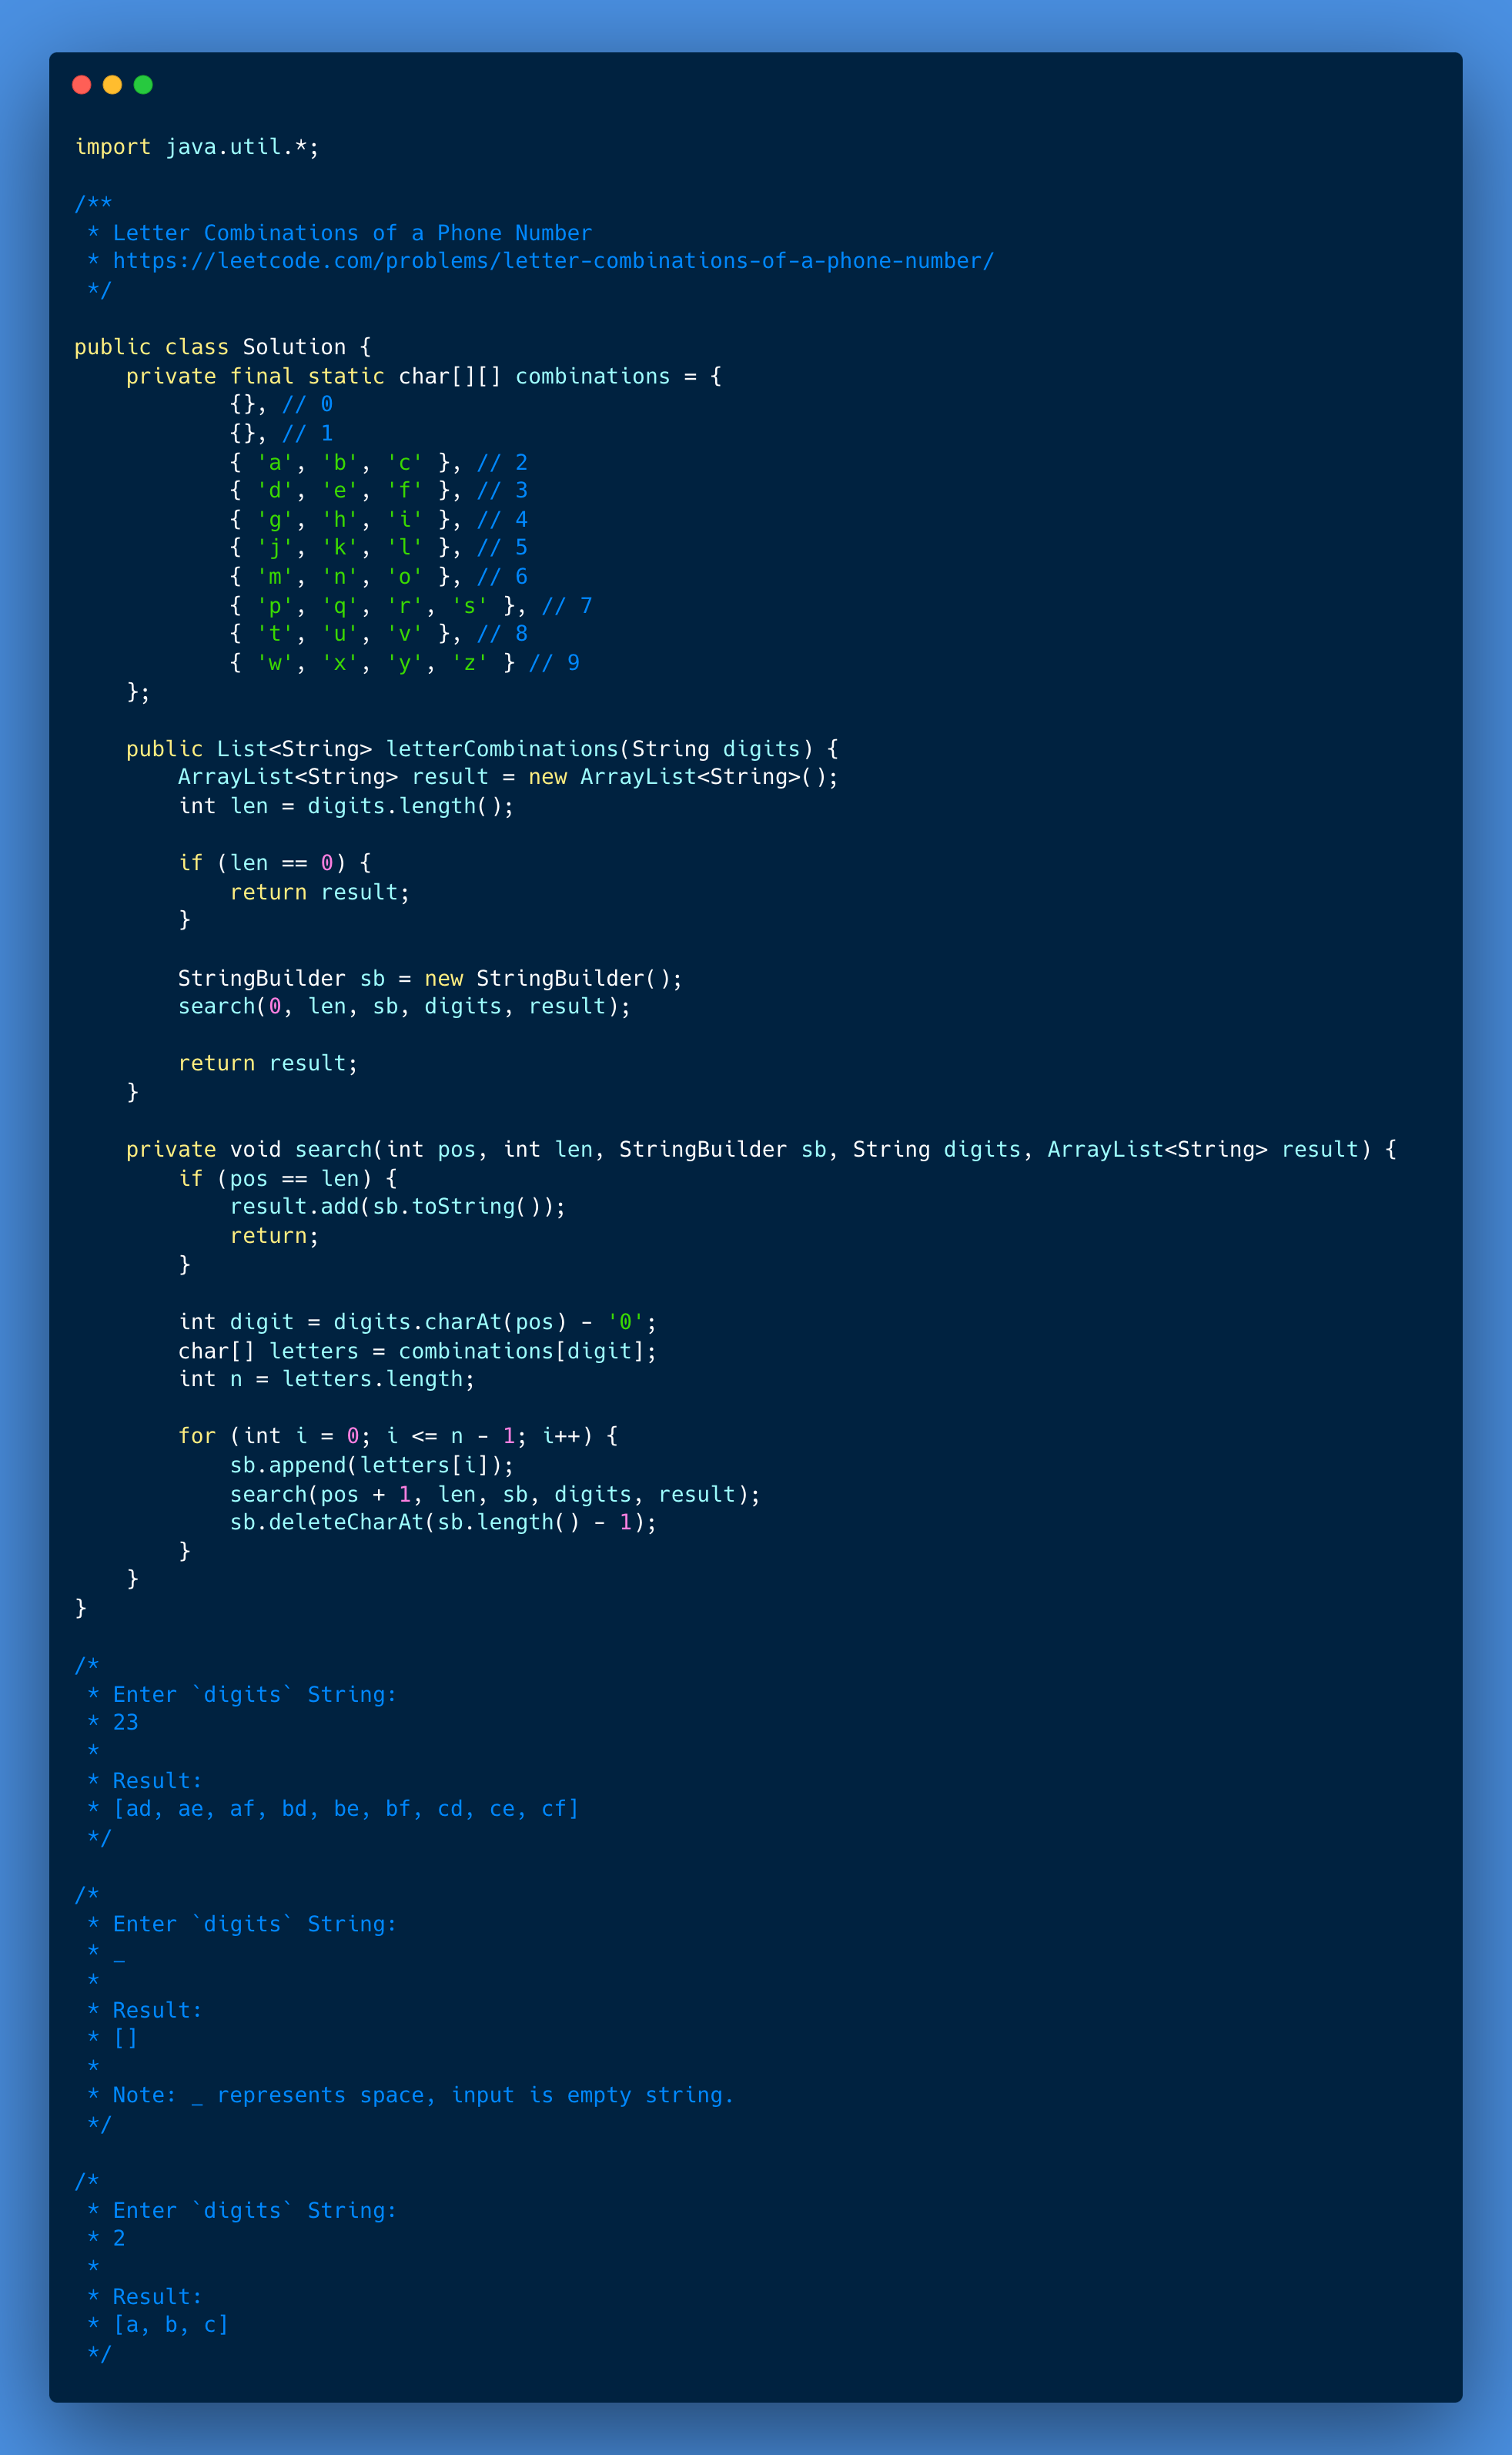 import java.util.*;

/**
 * Letter Combinations of a Phone Number
 * https://leetcode.com/problems/letter-combinations-of-a-phone-number/
 */

public class Solution {
    private final static char[][] combinations = {
            {}, // 0
            {}, // 1
            { 'a', 'b', 'c' }, // 2
            { 'd', 'e', 'f' }, // 3
            { 'g', 'h', 'i' }, // 4
            { 'j', 'k', 'l' }, // 5
            { 'm', 'n', 'o' }, // 6
            { 'p', 'q', 'r', 's' }, // 7
            { 't', 'u', 'v' }, // 8
            { 'w', 'x', 'y', 'z' } // 9
    };

    public List<String> letterCombinations(String digits) {
        ArrayList<String> result = new ArrayList<String>();
        int len = digits.length();

        if (len == 0) {
            return result;
        }

        StringBuilder sb = new StringBuilder();
        search(0, len, sb, digits, result);

        return result;
    }

    private void search(int pos, int len, StringBuilder sb, String digits, ArrayList<String> result) {
        if (pos == len) {
            result.add(sb.toString());
            return;
        }

        int digit = digits.charAt(pos) - '0';
        char[] letters = combinations[digit];
        int n = letters.length;

        for (int i = 0; i <= n - 1; i++) {
            sb.append(letters[i]);
            search(pos + 1, len, sb, digits, result);
            sb.deleteCharAt(sb.length() - 1);
        }
    }
}

/*
 * Enter `digits` String:
 * 23
 *
 * Result:
 * [ad, ae, af, bd, be, bf, cd, ce, cf]
 */

/*
 * Enter `digits` String:
 * _
 *
 * Result:
 * []
 *
 * Note: _ represents space, input is empty string.
 */

/*
 * Enter `digits` String:
 * 2
 *
 * Result:
 * [a, b, c]
 */